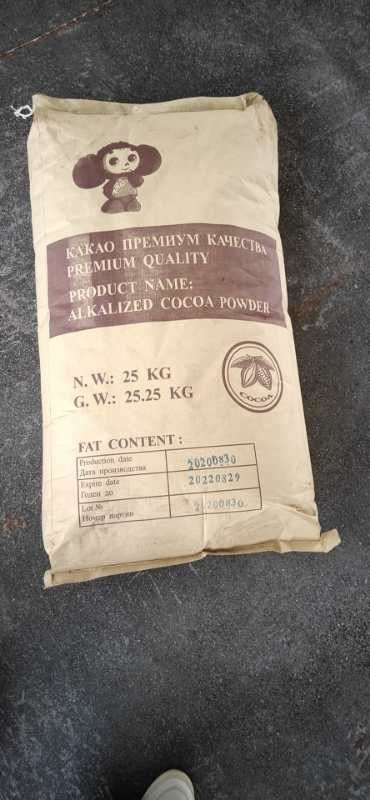 КАКАО ПРЕМИУМ КАЧЕСТВА
PREMIUM QUALITY
PRODUCT NAME:
ALKALIZED COCOA POWDER
N. W.: 25 KG
G. W.: 25.25 KG
COCOA
FAT CONTENT :
Production date
Дата производства
20200830
Expire date
Годен до
20220829
Lot №
Номер партии
20200830